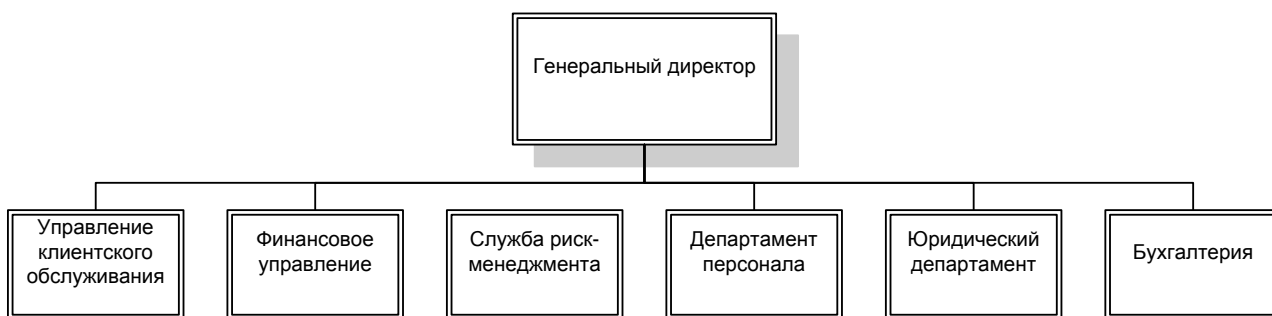 Генеральный директор
Управление
клиентского
обслуживания
Финансовое
управление
Служба риск-
менеджмента
Департамент
персонала
Юридический
департамент
Бухгалтерия